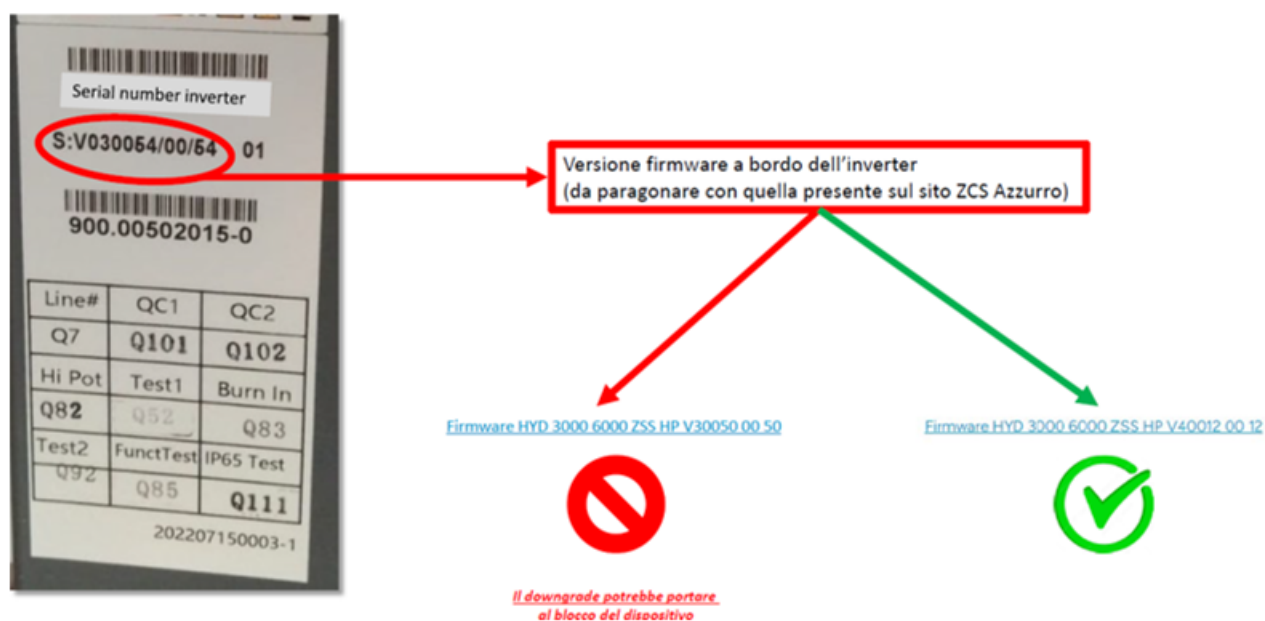 Serial number inverter
S:V030054/00/54 01
900.00502015-0
Line# QC1 QC2
Q7 Q101 Q102
Hi Pot Test1 Burn In
Q82 Q52 Q83
Test2 FunctTest IP65 Test
Q92 Q85 Q111
202207150003-1
Versione firmware a bordo dell'inverter
(da paragonare con quella presente sul sito ZCS Azzurro)
Firmware HYD 3000 6000 ZSS HP V30050 00 50
Firmware HYD 3000 6000 ZSS HP V40012 00 12
Il downgrade potrebbe portare
al blocco del dispositivo